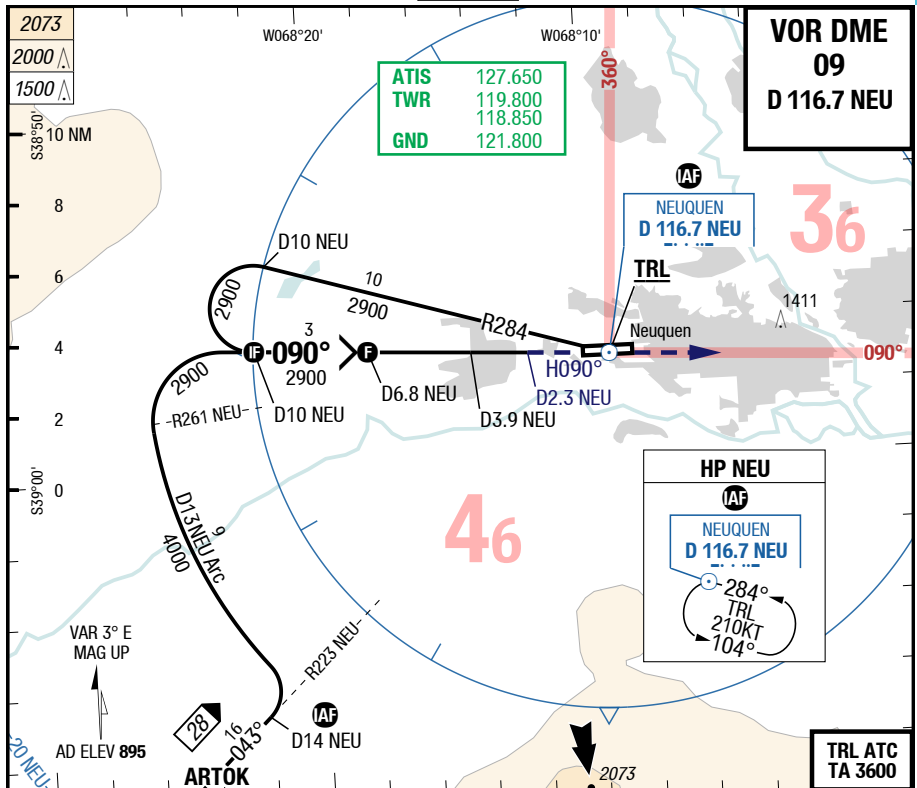 2073
2000
1500
W068°20'
W068°10'
360°
VOR DME
09
D 116.7 NEU
ATIS 127.650
TWR 119.800
118.850
GND 121.800
S38°50'
10 NM
8
6
4
2
0
S39°00'
IAF
NEUQUEN
D 116.7 NEU
36
TRL
1411
Neuquen
D10 NEU
10
2900
R284
2900
IF
3
090°
2900
F
H090°
090°
D6.8 NEU
D2.3 NEU
D3.9 NEU
D10 NEU
2900
R261 NEU
D13 NEU Arc
9
4000
46
HP NEU
IAF
NEUQUEN
D 116.7 NEU
284°
TRL
210KT
104°
VAR 3° E
MAG UP
AD ELEV 895
R223 NEU
28
16
043°
IAF
D14 NEU
ARTOK
20 NEU
2073
TRL ATC
TA 3600